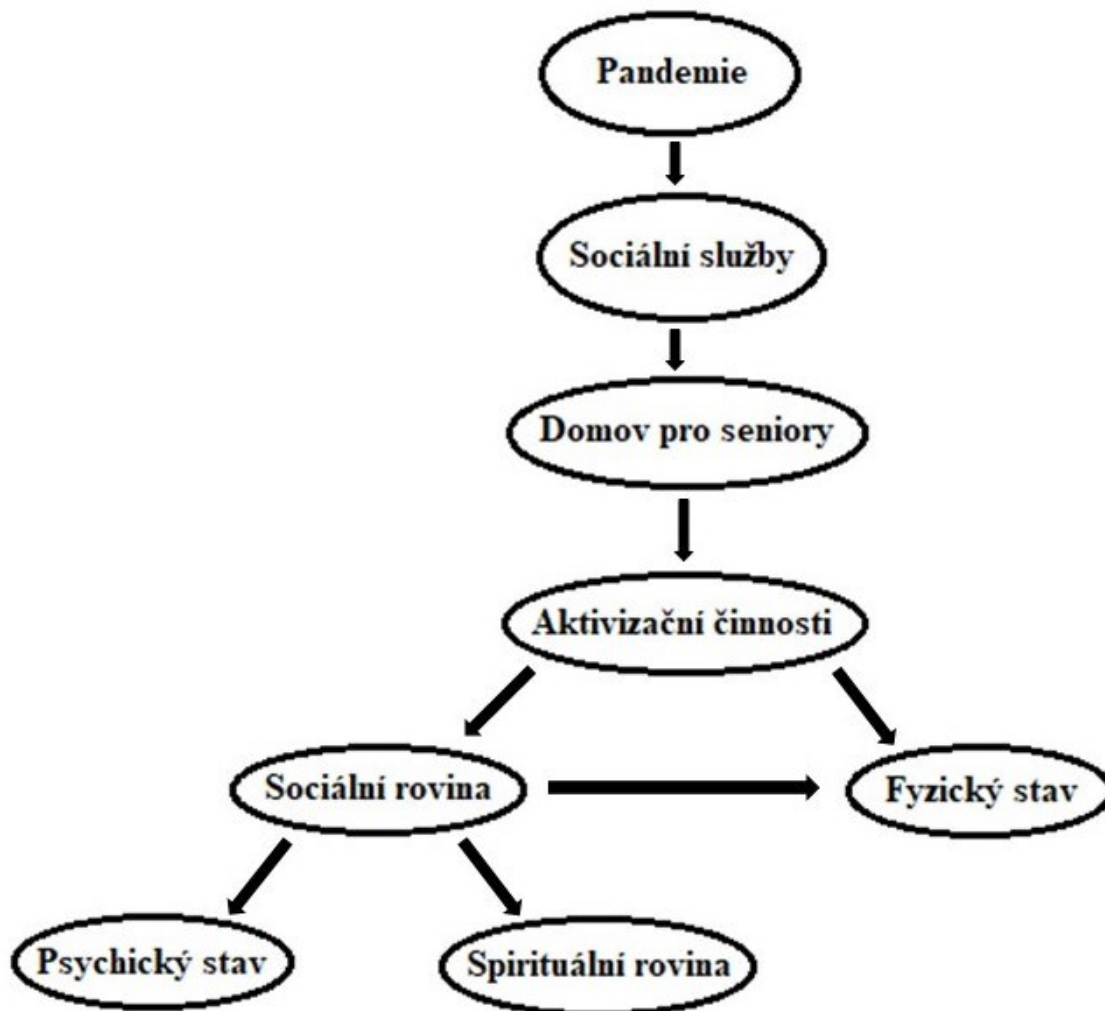 Pandemie
Sociální služby
Domov pro seniory
Aktivizační činnosti
Sociální rovina
Fyzický stav
Psychický stav
Spirituální rovina